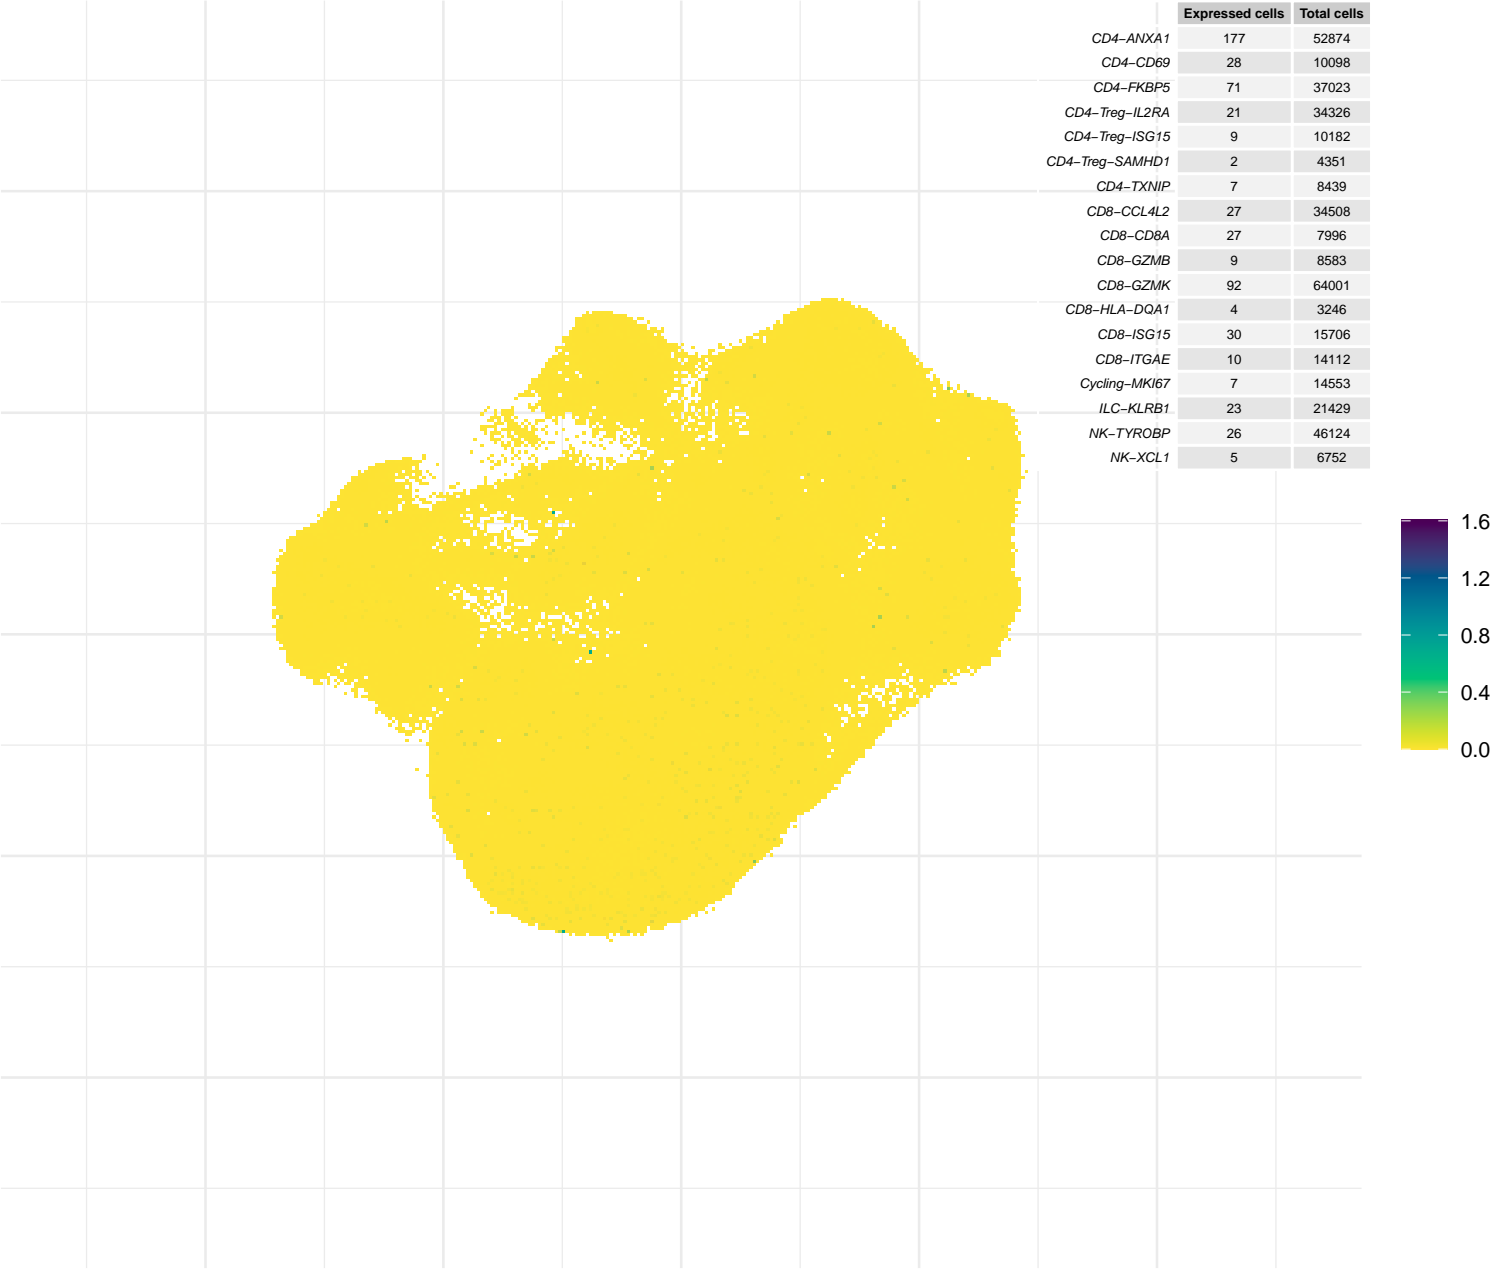 Expressed cells Total cells
CD4−ANXA1 177 52874
CD4−CD69 28 10098
CD4−FKBP5 71 37023
CD4−Treg−IL2RA 21 34326
CD4−Treg−ISG15 9 10182
CD4−Treg−SAMHD1 2 4351
CD4−TXNIP 7 8439
CD8−CCL4L2 27 34508
CD8−CD8A 27 7996
CD8−GZMB 9 8583
CD8−GZMK 92 64001
CD8−HLA−DQA1 4 3246
CD8−ISG15 30 15706
CD8−ITGAE 10 14112
Cycling−MKI67 7 14553
ILC−KLRB1 23 21429
NK−TYROBP 26 46124
NK−XCL1 5 6752
1.6
1.2
0.8
0.4
0.0